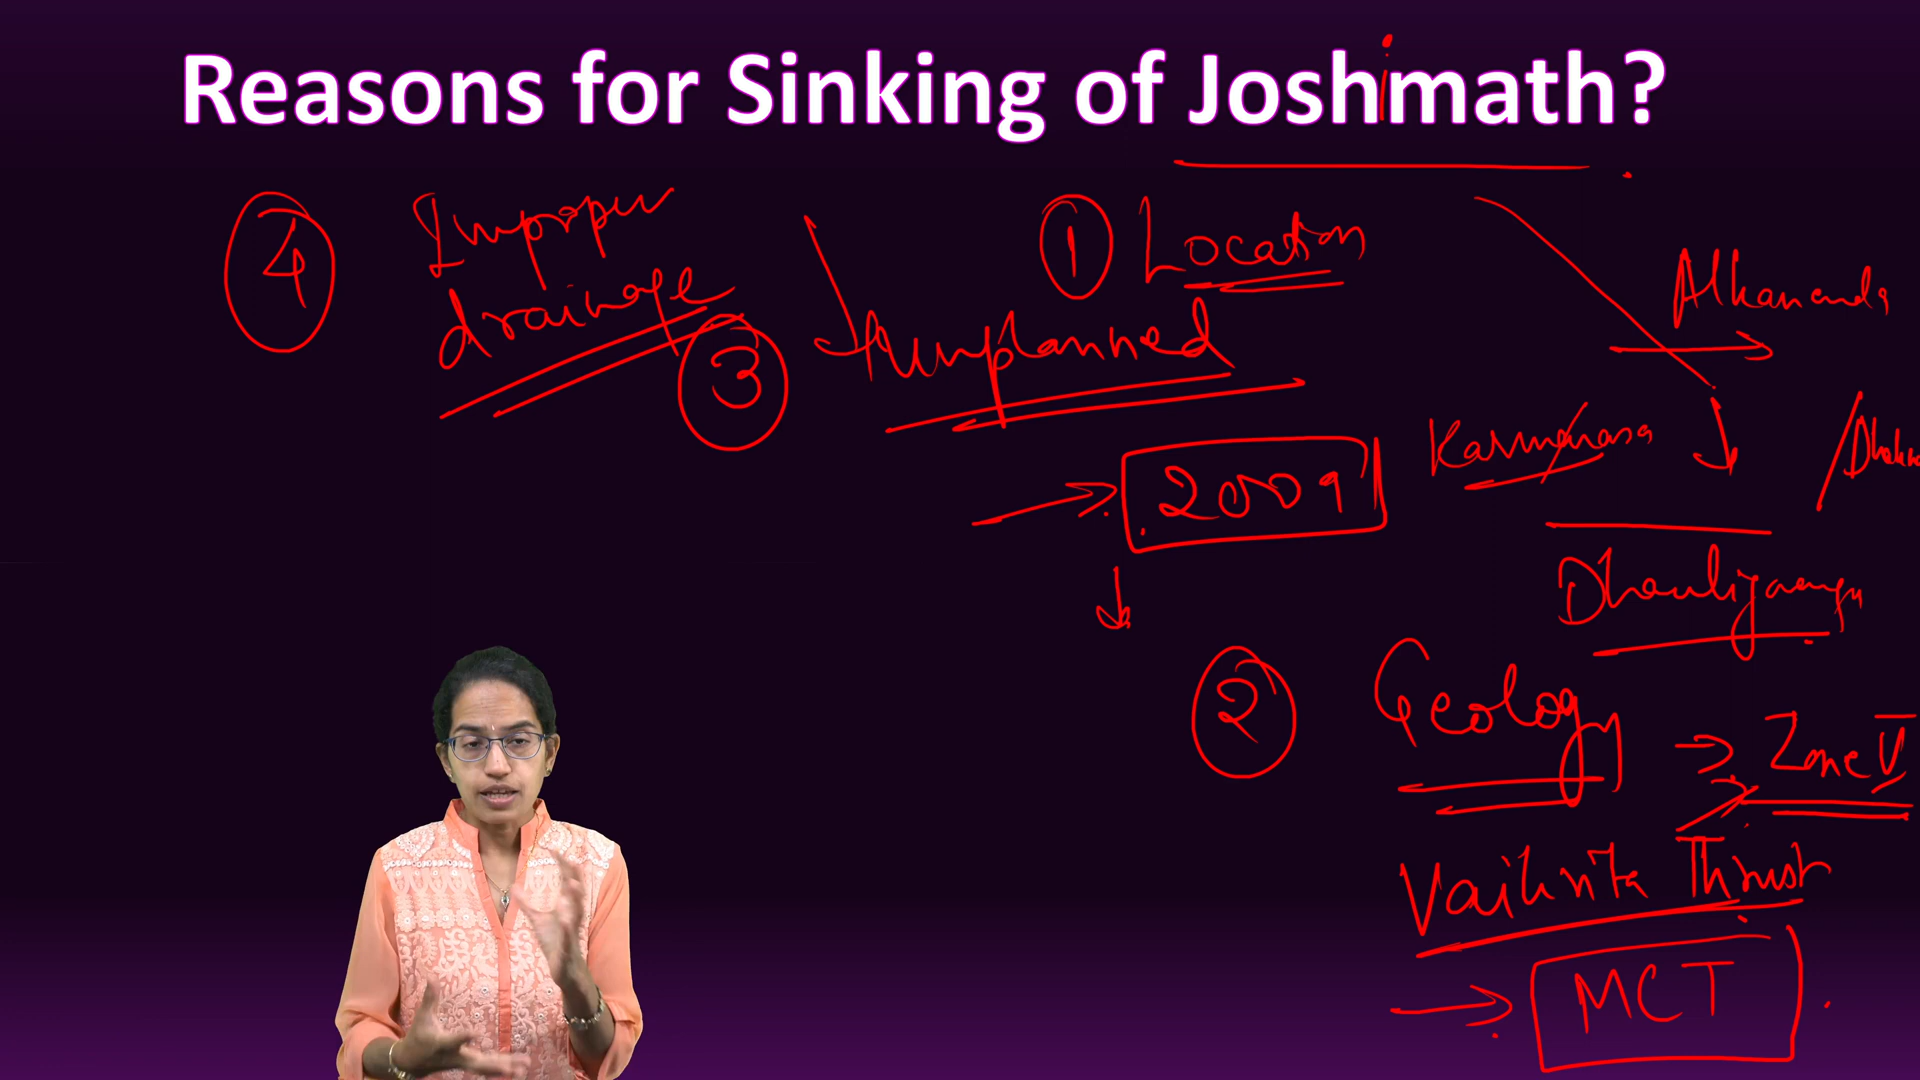 Reasons for Sinking of Joshimath?
① Location
Alkananda
Karmanasa
Dhauliganga
② Geology → Zone V
Vaikrita Thrust
→ MCT
③ unplanned
→ 2009
④ Improper
drainage